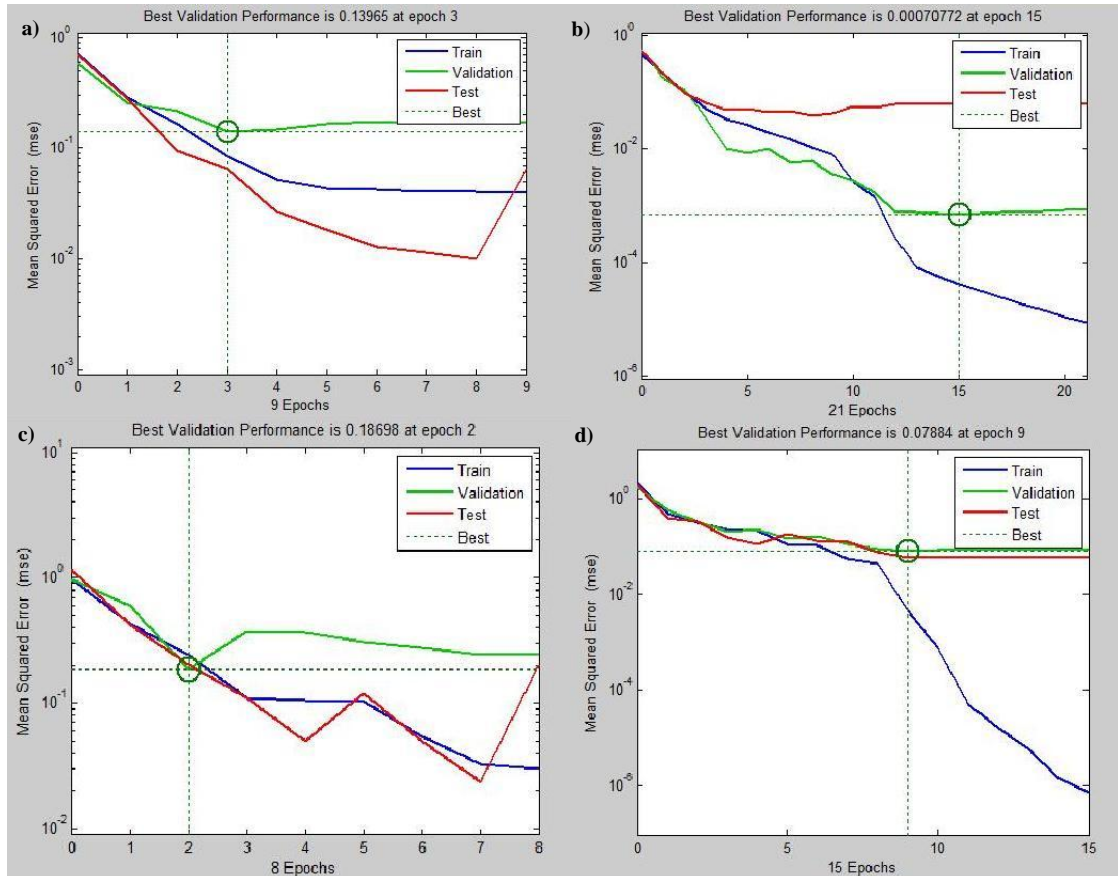 a)
Best Validation Performance is 0.13965 at epoch 3
10^0
10^-1
10^-2
10^-3
Mean Squared Error (mse)
Train
Validation
Test
Best
0 1 2 3 4 5 6 7 8 9
9 Epochs
b)
Best Validation Performance is 0.00070772 at epoch 15
10^0
10^-2
10^-4
10^-6
Mean Squared Error (mse)
Train
Validation
Test
Best
0 5 10 15 20
21 Epochs
c)
Best Validation Performance is 0.18698 at epoch 2
10^1
10^0
10^-1
10^-2
Mean Squared Error (mse)
Train
Validation
Test
Best
0 1 2 3 4 5 6 7 8
8 Epochs
d)
Best Validation Performance is 0.07884 at epoch 9
10^0
10^-2
10^-4
10^-6
Mean Squared Error (mse)
Train
Validation
Test
Best
0 5 10 15
15 Epochs